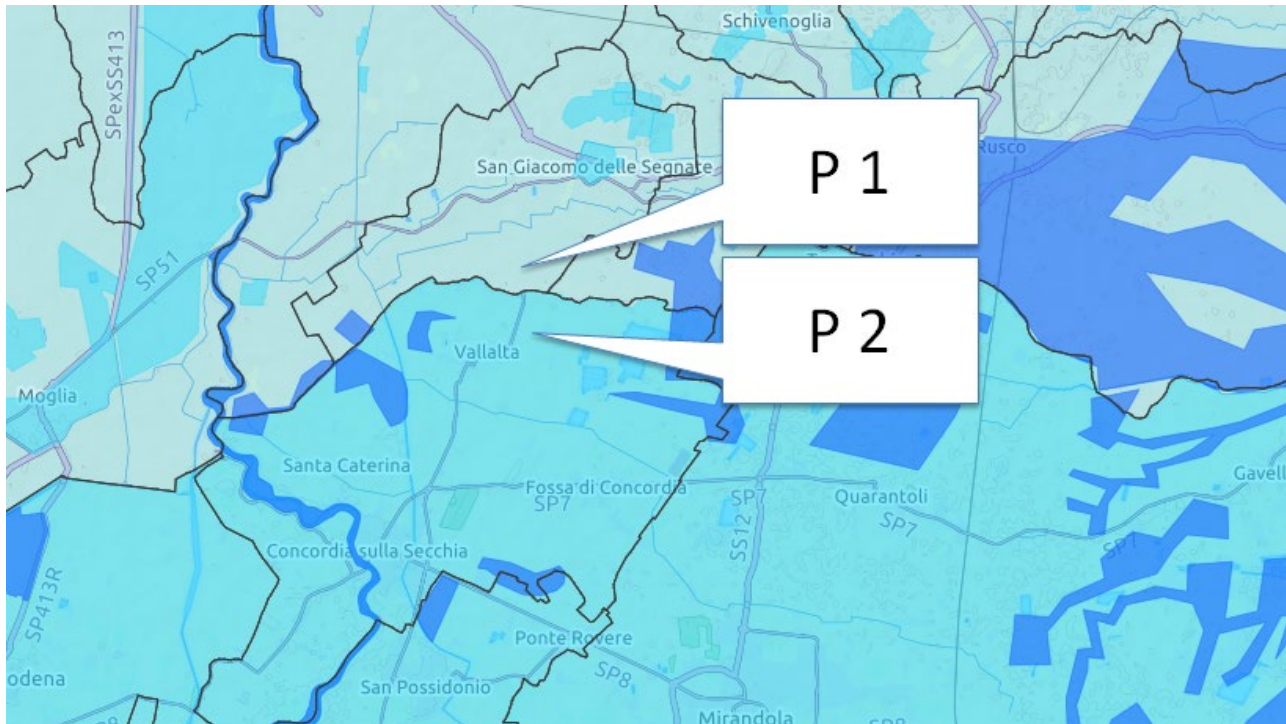 Schivenoglia
SPexSS413
P 1
Rusco
San Giacomo delle Segnate
SP51
P 2
Vallalta
Moglia
Santa Caterina
Fossa di Concordia
SP7
SP7
Quarantoli
SP7
Gavell
SS12
SP7
Concordia sulla Secchia
SP413R
Ponte Rovere
SP8
odena
San Possidonio
Mirandola